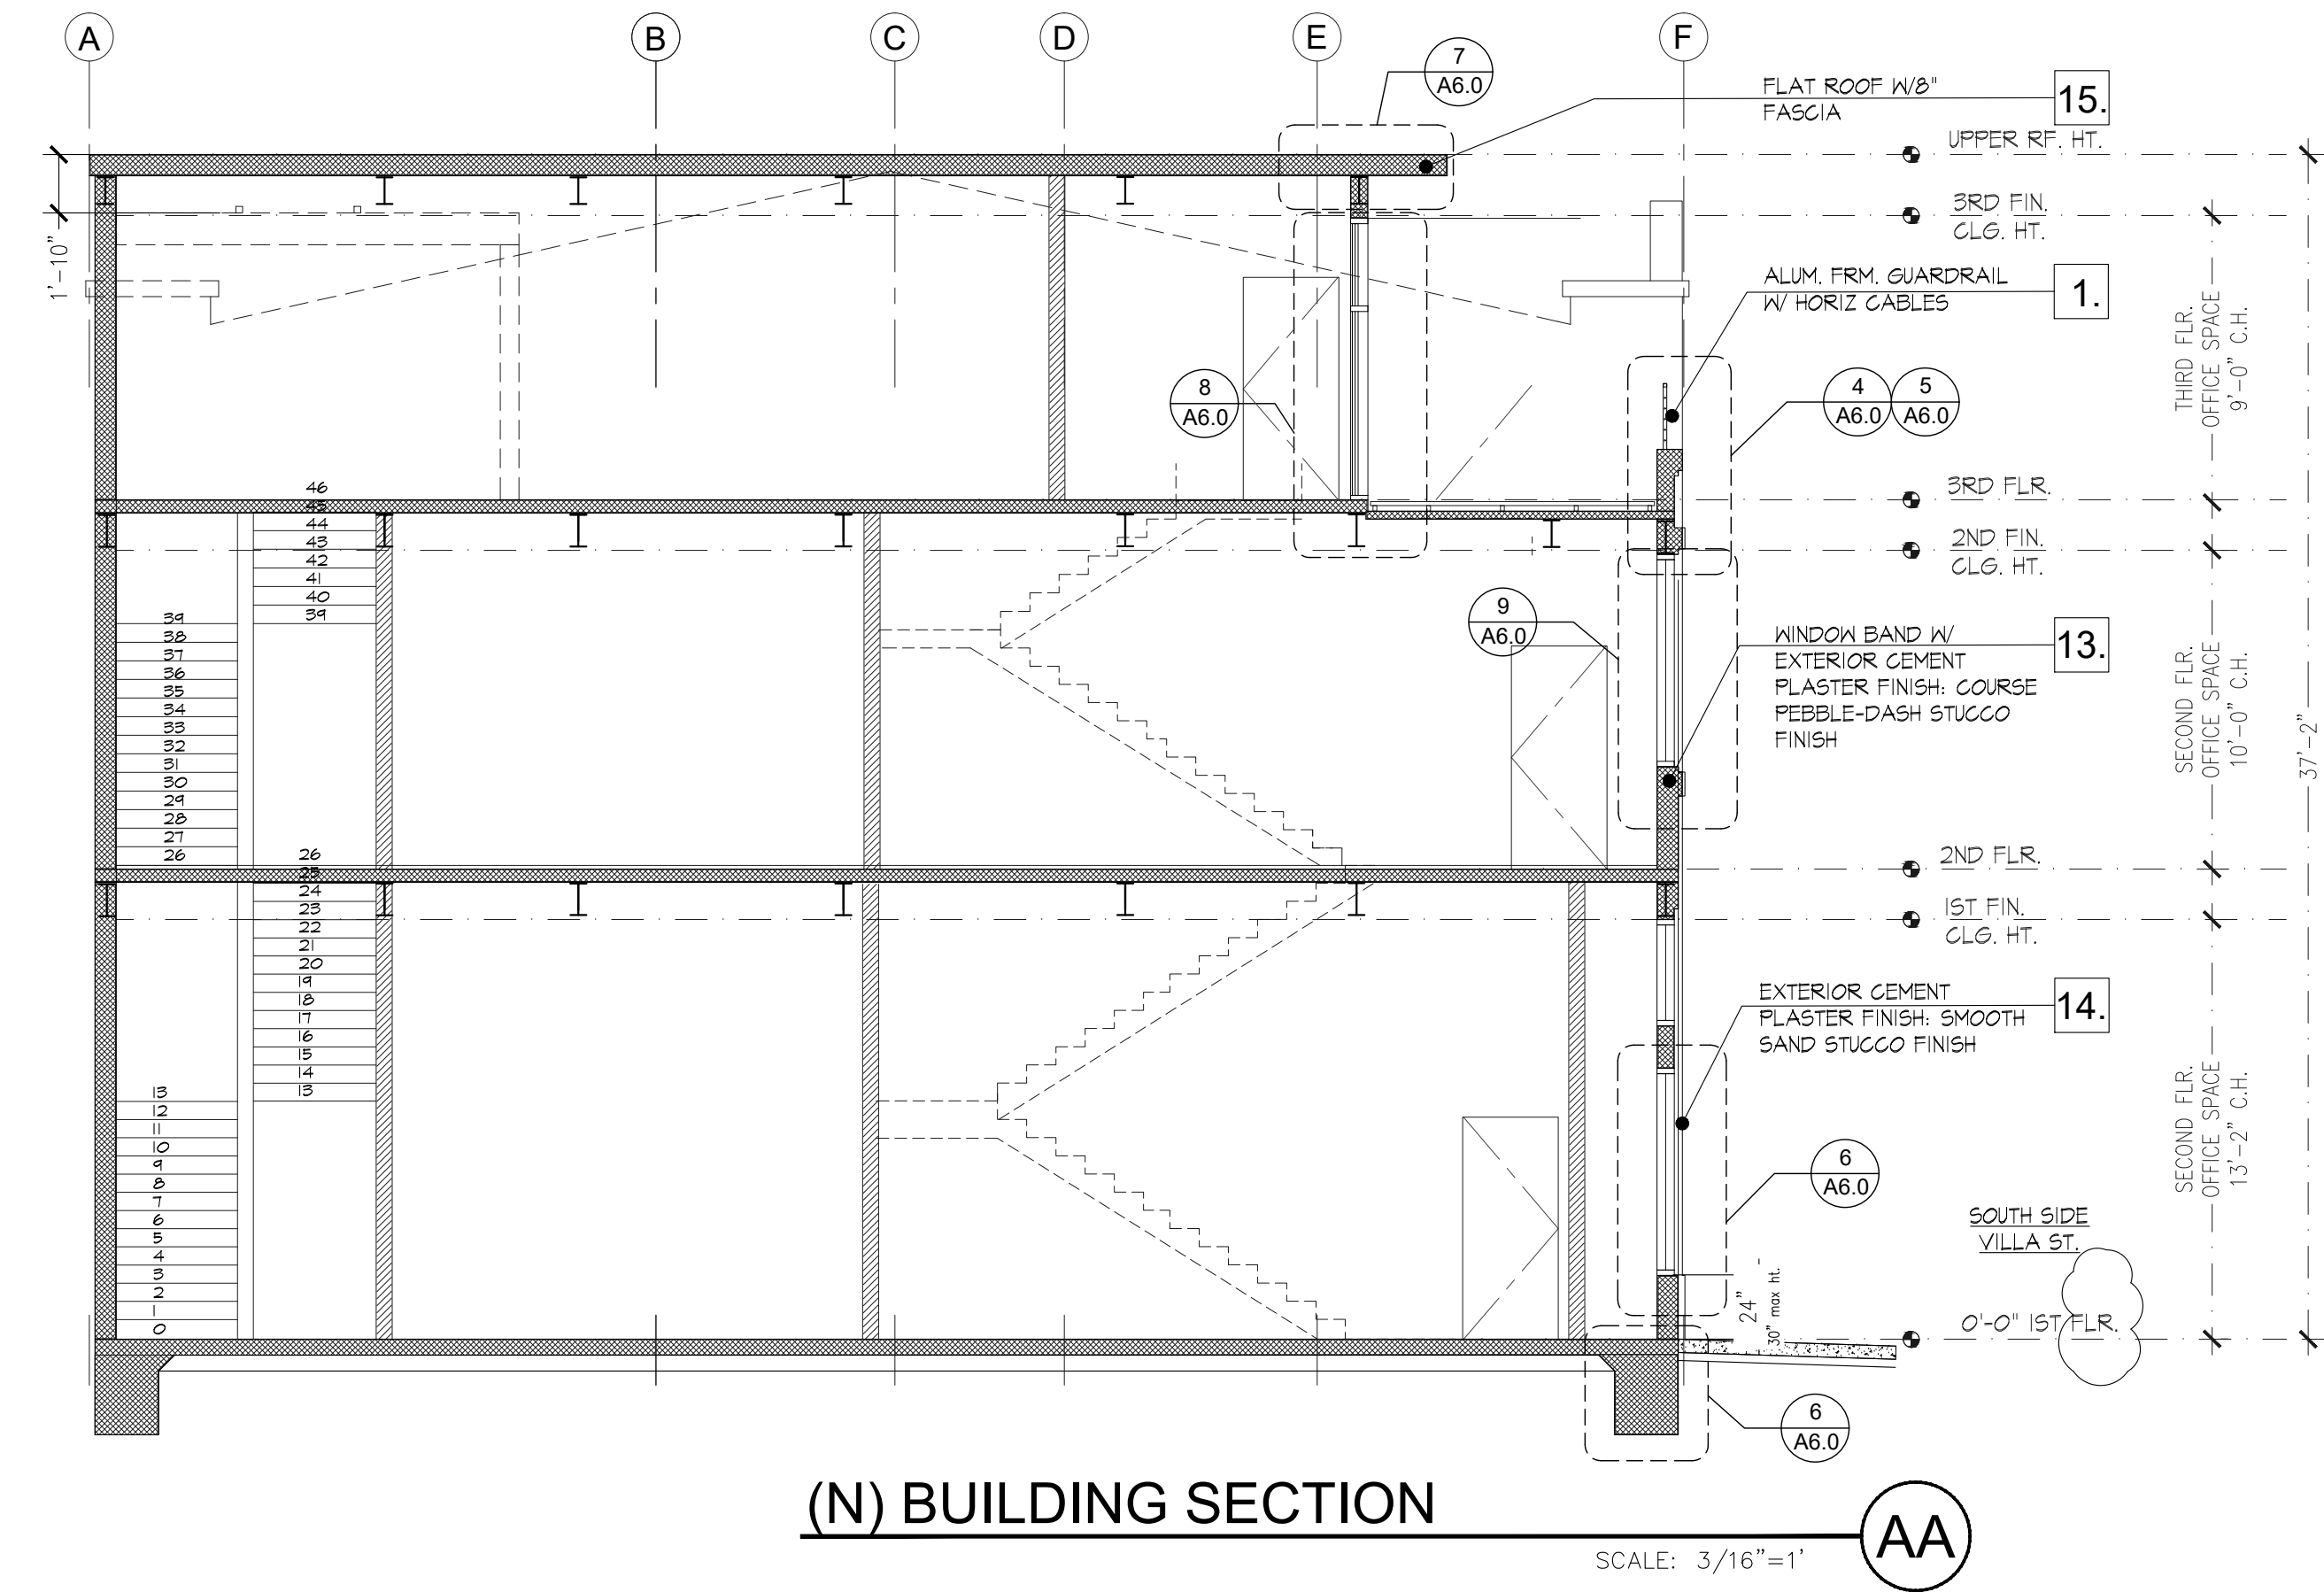 A
B
C
D
E
F
7
A6.0
FLAT ROOF W/8"
FASCIA
15.
UPPER RF. HT.
3RD FIN.
CLG. HT.
1'-10"
ALUM. FRM. GUARDRAIL
W/ HORIZ CABLES
1.
THIRD FLR.
OFFICE SPACE
9'-0" C.H.
8
A6.0
4
A6.0
5
A6.0
3RD FLR.
2ND FIN.
CLG. HT.
46
45
44
43
42
41
40
39
39
38
37
36
35
34
33
32
31
30
29
28
27
26
9
A6.0
WINDOW BAND W/
EXTERIOR CEMENT
PLASTER FINISH: COURSE
PEBBLE-DASH STUCCO
FINISH
13.
SECOND FLR.
OFFICE SPACE
10'-0" C.H.
37'-2"
2ND FLR.
1ST FIN.
CLG. HT.
26
25
24
23
22
21
20
19
18
17
16
15
14
13
13
12
11
10
9
8
7
6
5
4
3
2
1
0
EXTERIOR CEMENT
PLASTER FINISH: SMOOTH
SAND STUCCO FINISH
14.
SECOND FLR.
OFFICE SPACE
13'-2" C.H.
6
A6.0
SOUTH SIDE
VILLA ST.
24"
30" max ht.
0'-0" 1ST FLR.
6
A6.0
(N) BUILDING SECTION
AA
SCALE: 3/16"=1'